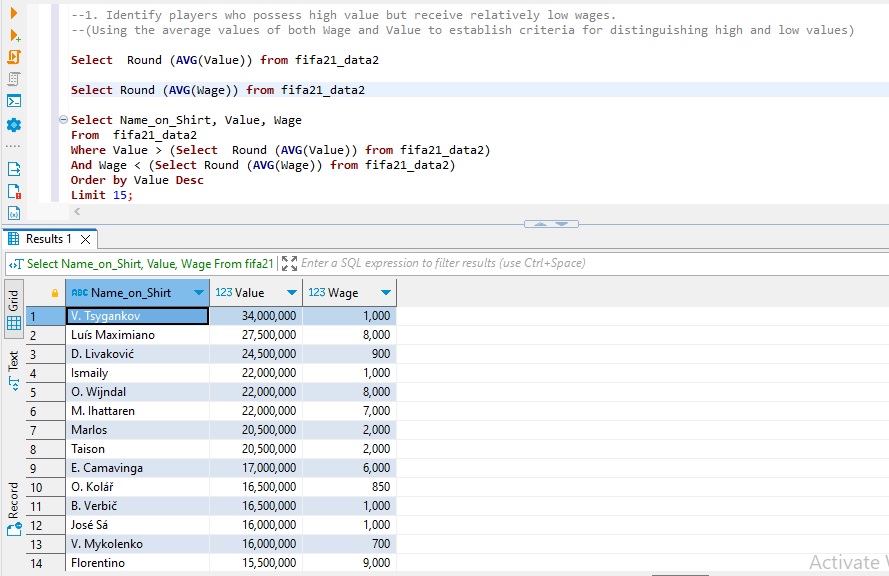 --1. Identify players who possess high value but receive relatively low wages.
--(Using the average values of both Wage and Value to establish criteria for distinguishing high and low values)
Select Round (AVG(Value)) from fifa21_data2
Select Round (AVG(Wage)) from fifa21_data2
Select Name_on_Shirt, Value, Wage
From fifa21_data2
Where Value > (Select Round (AVG(Value)) from fifa21_data2)
And Wage < (Select Round (AVG(Wage)) from fifa21_data2)
Order by Value Desc
Limit 15;
Results 1
Select Name_on_Shirt, Value, Wage From fifa21
Enter a SQL expression to filter results (use Ctrl+Space)
Grid
Text
Record
ABC Name_on_Shirt 123 Value 123 Wage
1 V. Tsygankov 34,000,000 1,000
2 Luís Maximiano 27,500,000 8,000
3 D. Livaković 24,500,000 900
4 Ismaily 22,000,000 1,000
5 O. Wijndal 22,000,000 8,000
6 M. Ihattaren 22,000,000 7,000
7 Marlos 20,500,000 2,000
8 Taison 20,500,000 2,000
9 E. Camavinga 17,000,000 6,000
10 O. Kolář 16,500,000 850
11 B. Verbič 16,500,000 1,000
12 José Sá 16,000,000 1,000
13 V. Mykolenko 16,000,000 700
14 Florentino 15,500,000 9,000
Activate